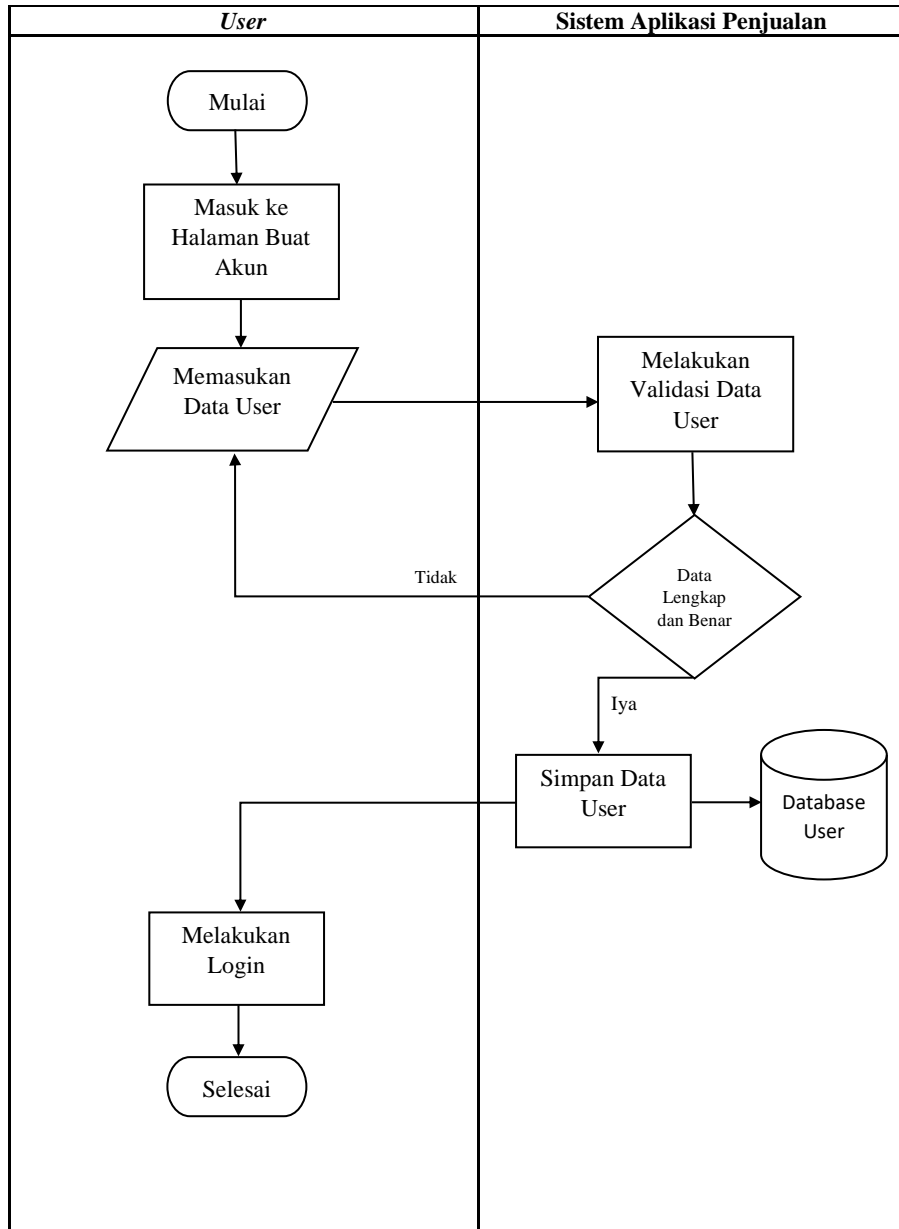 User
Sistem Aplikasi Penjualan
Mulai
Masuk ke
Halaman Buat
Akun
Memasukan
Data User
Melakukan
Validasi Data
User
Data
Lengkap
dan Benar
Tidak
Iya
Simpan Data
User
Database
User
Melakukan
Login
Selesai